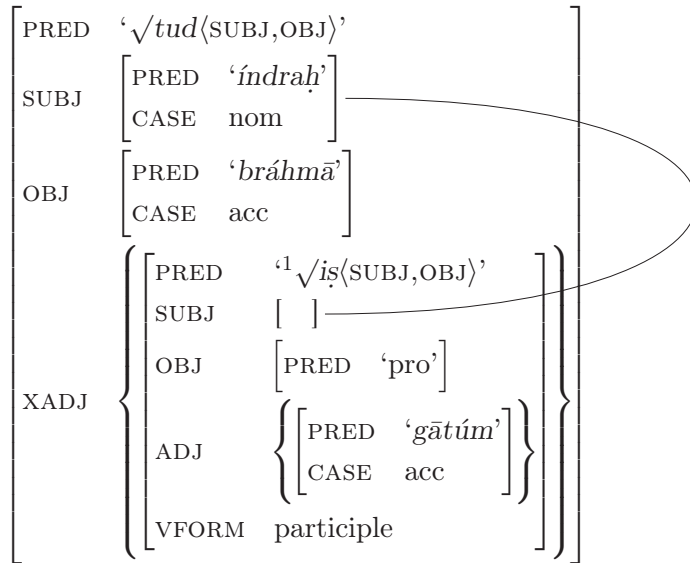 PRED ‘√tud⟨SUBJ,OBJ⟩’
SUBJ
PRED ‘índraḥ’
CASE nom
OBJ
PRED ‘bráhmā’
CASE acc
XADJ
PRED ‘¹√iṣ⟨SUBJ,OBJ⟩’
SUBJ [ ]
OBJ [PRED ‘pro’]
ADJ
PRED ‘gātúm’
CASE acc
VFORM participle